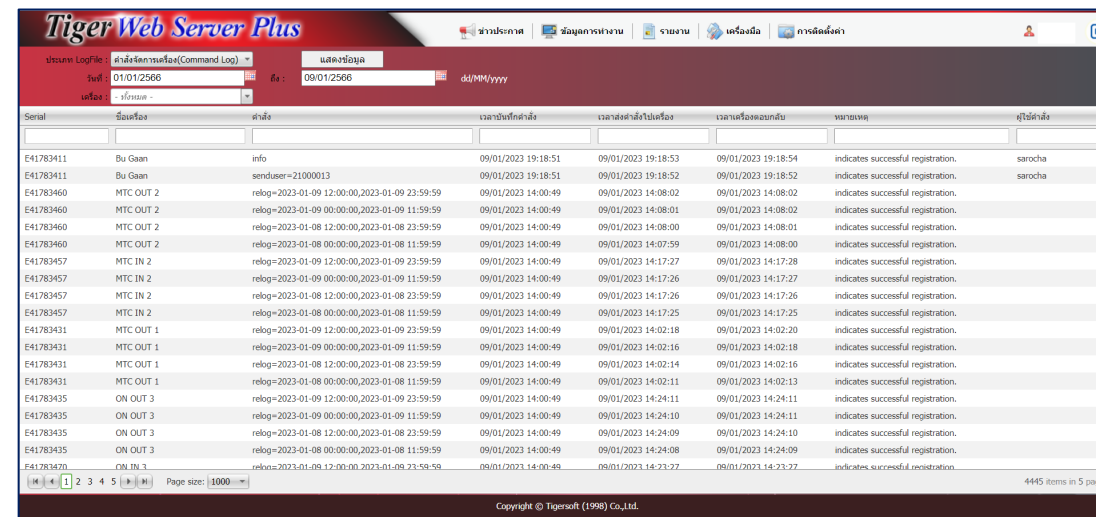 Tiger Web Server Plus
ข่าวประกาศ ข้อมูลการทำงาน รายงาน เครื่องมือ การติดตั้งค่า
ประเภท LogFile : คำสั่งจัดการเครื่อง(Command Log) แสดงข้อมูล
วันที่ : 01/01/2566 ถึง : 09/01/2566 dd/MM/yyyy
เครื่อง : - ทั้งหมด -
Serial ชื่อเครื่อง คำสั่ง เวลาบันทึกคำสั่ง เวลาส่งคำสั่งไปเครื่อง เวลาเครื่องตอบกลับ หมายเหตุ ผู้ใช้คำสั่ง
E41783411 Bu Gaan info 09/01/2023 19:18:51 09/01/2023 19:18:53 09/01/2023 19:18:54 indicates successful registration. sarocha
E41783411 Bu Gaan senduser=21000013 09/01/2023 19:18:51 09/01/2023 19:18:52 09/01/2023 19:18:52 indicates successful registration. sarocha
E41783460 MTC OUT 2 relog=2023-01-09 12:00:00,2023-01-09 23:59:59 09/01/2023 14:00:49 09/01/2023 14:08:02 09/01/2023 14:08:02 indicates successful registration.
E41783460 MTC OUT 2 relog=2023-01-09 00:00:00,2023-01-09 11:59:59 09/01/2023 14:00:49 09/01/2023 14:08:01 09/01/2023 14:08:02 indicates successful registration.
E41783460 MTC OUT 2 relog=2023-01-08 12:00:00,2023-01-08 23:59:59 09/01/2023 14:00:49 09/01/2023 14:08:00 09/01/2023 14:08:01 indicates successful registration.
E41783460 MTC OUT 2 relog=2023-01-08 00:00:00,2023-01-08 11:59:59 09/01/2023 14:00:49 09/01/2023 14:07:59 09/01/2023 14:08:00 indicates successful registration.
E41783457 MTC IN 2 relog=2023-01-09 12:00:00,2023-01-09 23:59:59 09/01/2023 14:00:49 09/01/2023 14:17:27 09/01/2023 14:17:28 indicates successful registration.
E41783457 MTC IN 2 relog=2023-01-09 00:00:00,2023-01-09 11:59:59 09/01/2023 14:00:49 09/01/2023 14:17:26 09/01/2023 14:17:27 indicates successful registration.
E41783457 MTC IN 2 relog=2023-01-08 12:00:00,2023-01-08 23:59:59 09/01/2023 14:00:49 09/01/2023 14:17:26 09/01/2023 14:17:26 indicates successful registration.
E41783457 MTC IN 2 relog=2023-01-08 00:00:00,2023-01-08 11:59:59 09/01/2023 14:00:49 09/01/2023 14:17:25 09/01/2023 14:17:25 indicates successful registration.
E41783431 MTC OUT 1 relog=2023-01-09 12:00:00,2023-01-09 23:59:59 09/01/2023 14:00:49 09/01/2023 14:02:18 09/01/2023 14:02:20 indicates successful registration.
E41783431 MTC OUT 1 relog=2023-01-09 00:00:00,2023-01-09 11:59:59 09/01/2023 14:00:49 09/01/2023 14:02:16 09/01/2023 14:02:18 indicates successful registration.
E41783431 MTC OUT 1 relog=2023-01-08 12:00:00,2023-01-08 23:59:59 09/01/2023 14:00:49 09/01/2023 14:02:14 09/01/2023 14:02:16 indicates successful registration.
E41783431 MTC OUT 1 relog=2023-01-08 00:00:00,2023-01-08 11:59:59 09/01/2023 14:00:49 09/01/2023 14:02:11 09/01/2023 14:02:13 indicates successful registration.
E41783435 ON OUT 3 relog=2023-01-09 12:00:00,2023-01-09 23:59:59 09/01/2023 14:00:49 09/01/2023 14:24:11 09/01/2023 14:24:11 indicates successful registration.
E41783435 ON OUT 3 relog=2023-01-09 00:00:00,2023-01-09 11:59:59 09/01/2023 14:00:49 09/01/2023 14:24:10 09/01/2023 14:24:11 indicates successful registration.
E41783435 ON OUT 3 relog=2023-01-08 12:00:00,2023-01-08 23:59:59 09/01/2023 14:00:49 09/01/2023 14:24:09 09/01/2023 14:24:10 indicates successful registration.
E41783435 ON OUT 3 relog=2023-01-08 00:00:00,2023-01-08 11:59:59 09/01/2023 14:00:49 09/01/2023 14:24:08 09/01/2023 14:24:09 indicates successful registration.
E41783470 ON IN 3 relog=2023-01-09 12:00:00,2023-01-09 23:59:59 09/01/2023 14:00:49 09/01/2023 14:23:27 09/01/2023 14:23:27 indicates successful registration.
1 2 3 4 5 Page size: 1000 4445 items in 5
Copyright © Tigersoft (1998) Co.,Ltd.